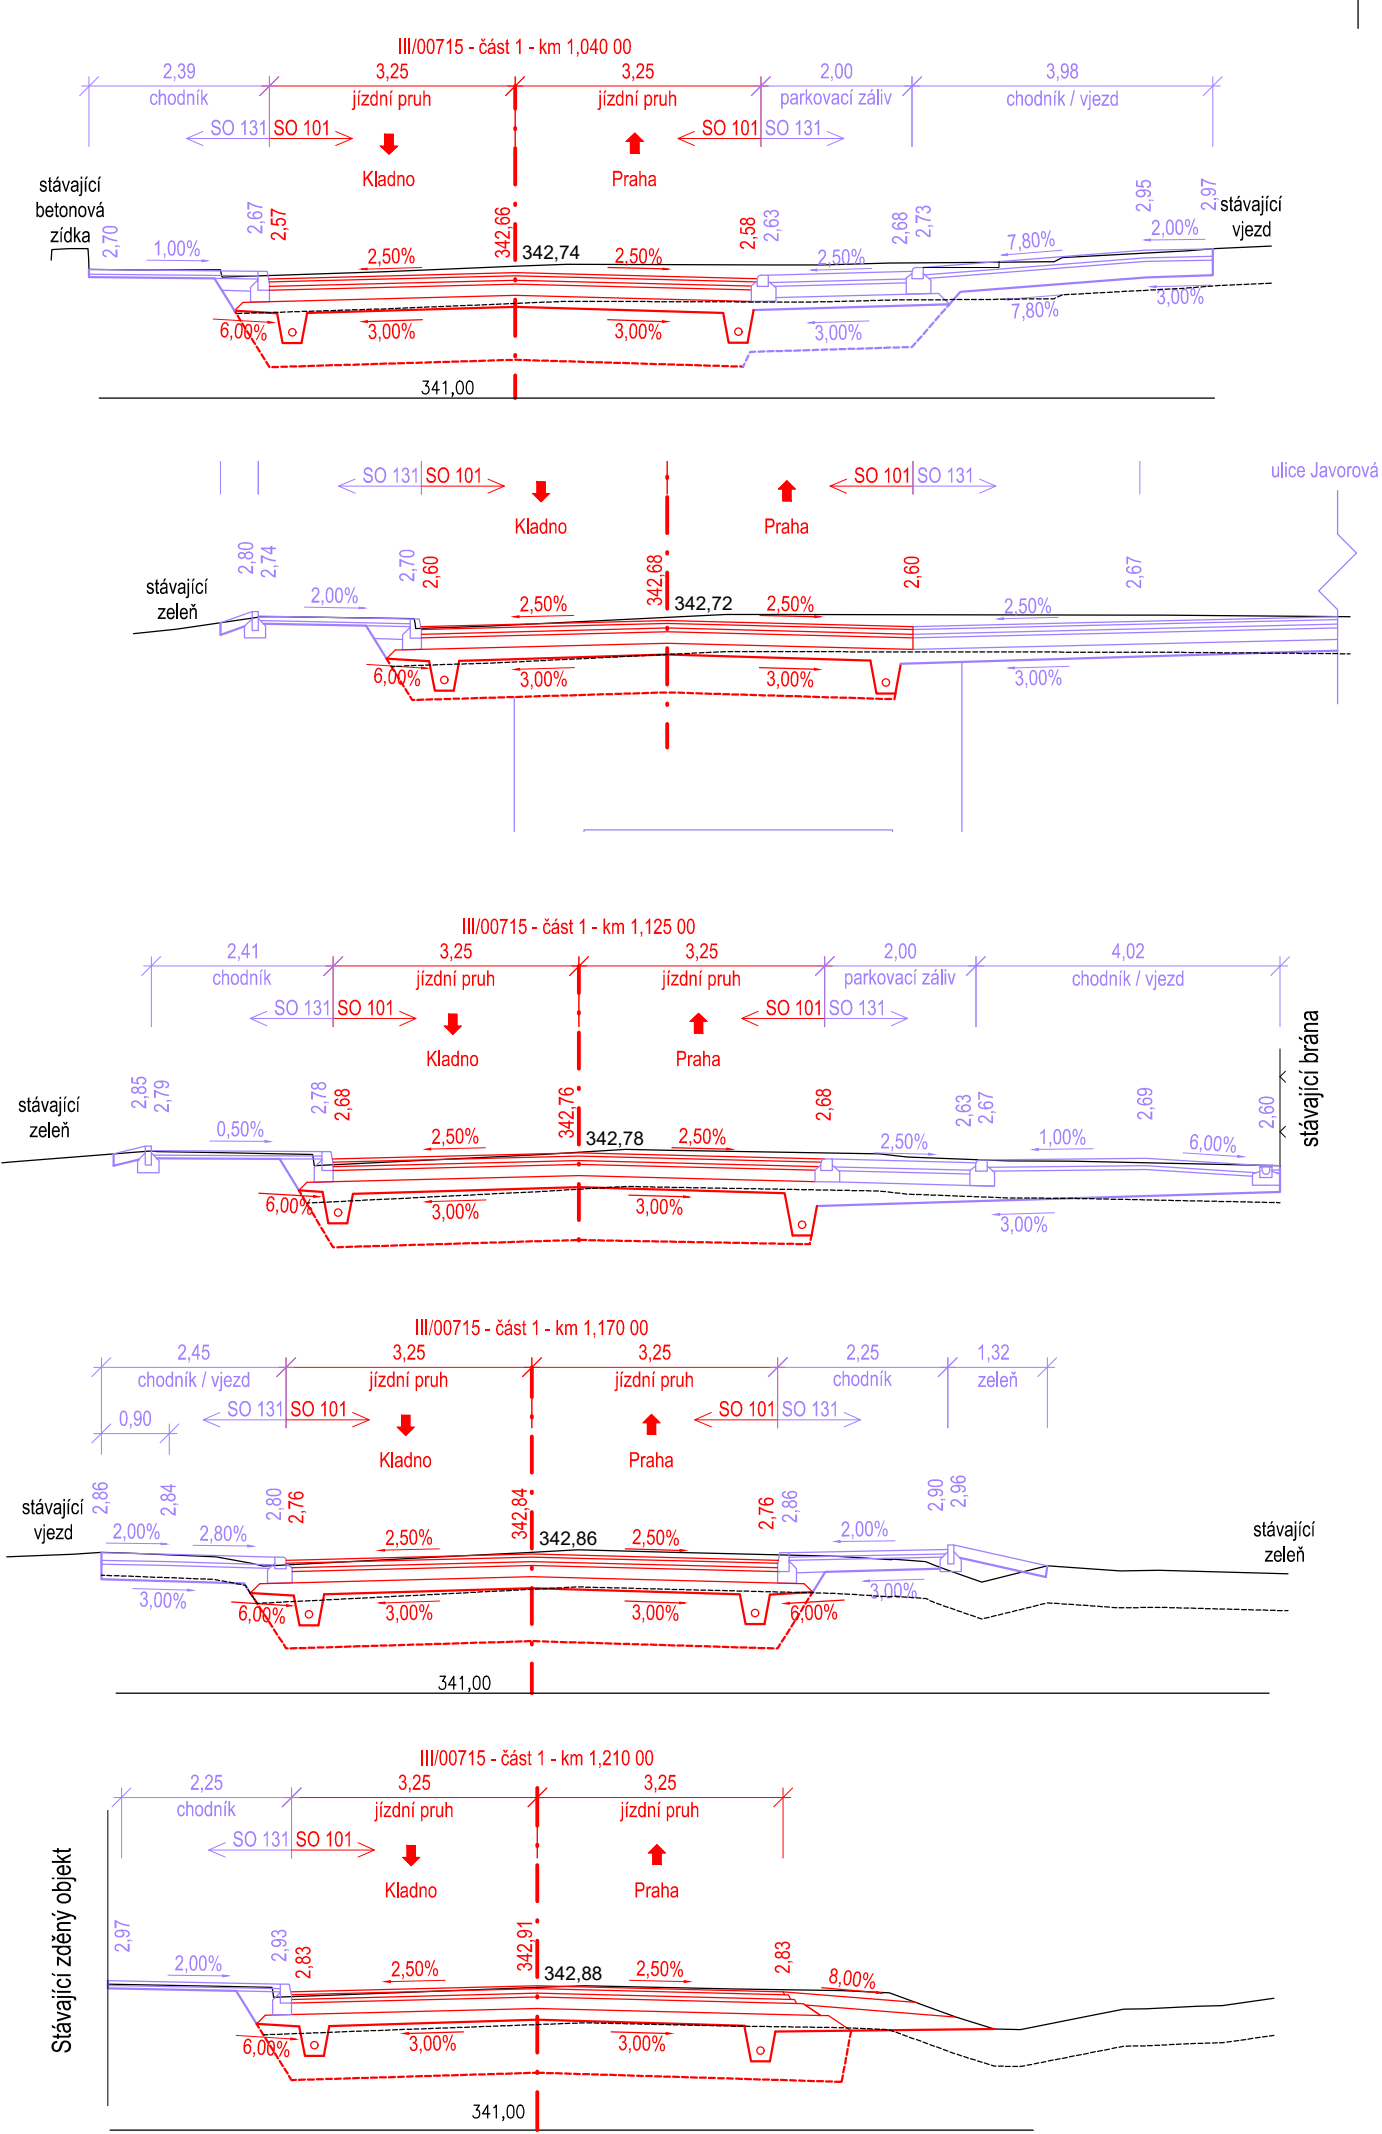 III/00715 - část 1 - km 1,040 00
2,39 3,25 3,25 2,00 3,98
chodník jízdní pruh jízdní pruh parkovací záliv chodník / vjezd
SO 131 SO 101 SO 101 SO 131
Kladno Praha
stávající
betonová
zídka
2,70 2,67 2,57 342,66 2,58 2,63 2,68 2,73 2,95 2,97
stávající
vjezd
342,74
1,00% 2,50% 2,50% 2,50% 7,80% 2,00%
6,00% 3,00% 3,00% 3,00% 7,80% 3,00%
341,00
SO 131 SO 101 SO 101 SO 131
ulice Javorová
Kladno Praha
2,80 2,74 2,70 2,60 342,68 2,60 2,67
stávající
zeleň
342,72
2,00% 2,50% 2,50% 2.50%
6,00% 3,00% 3,00% 3,00%
III/00715 - část 1 - km 1,125 00
2,41 3,25 3,25 2,00 4,02
chodník jízdní pruh jízdní pruh parkovací záliv chodník / vjezd
SO 131 SO 101 SO 101 SO 131
Kladno Praha
stávající brána
2,85 2,79 2,78 2,68 342,76 2,68 2,63 2,67 2,69 2,60
stávající
zeleň
342,78
0,50% 2,50% 2,50% 2,50% 1,00% 6,00%
6,00% 3,00% 3,00% 3,00%
III/00715 - část 1 - km 1,170 00
2,45 3,25 3,25 2,25 1,32
chodník / vjezd jízdní pruh jízdní pruh chodník zeleň
SO 131 SO 101 SO 101 SO 131
0,90
Kladno Praha
2,86 2,84 2,80 2,76 342,84 2,76 2,86 2,90 2,96
stávající
vjezd
342,86
stávající
zeleň
2,00% 2,80% 2,50% 2,50% 2,00%
3,00% 6,00% 3,00% 3,00% 6,00% 3,00%
341,00
III/00715 - část 1 - km 1,210 00
2,25 3,25 3,25
chodník jízdní pruh jízdní pruh
SO 131 SO 101
Kladno Praha
Stávající zděný objekt
2,97 2,93 2,83 342,91 2,83
342,88
2,00% 2,50% 2,50% 8,00%
6,00% 3,00% 3,00%
341,00